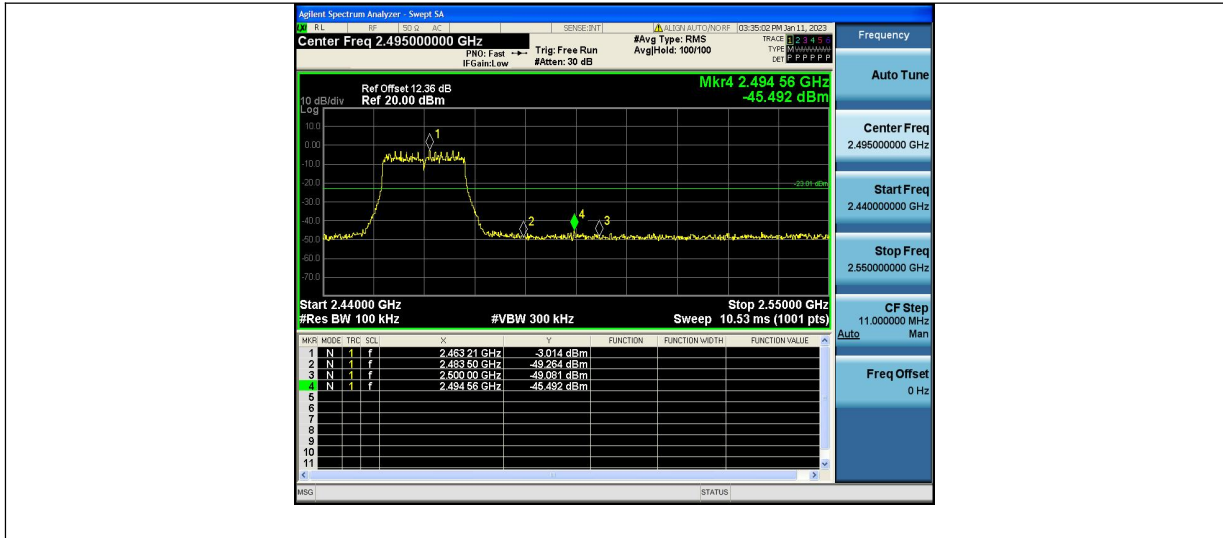 Agilent Spectrum Analyzer - Swept SA
RL RF 50 Ω AC SENSE:INT ALIGN AUTO/NORF 03:35:02 PM Jan 11, 2023
Center Freq 2.495000000 GHz
PNO: Fast
IFGain:Low
Trig: Free Run
#Atten: 30 dB
#Avg Type: RMS
Avg|Hold: 100/100
TRACE 1 2 3 4 5 6
TYPE M
DET P P P P P P
Mkr4 2.494 56 GHz
-45.492 dBm
Ref Offset 12.36 dB
10 dB/div Ref 20.00 dBm
Log
10.0
0.00
-10.0
-20.0
-30.0
-40.0
-50.0
-60.0
-70.0
-23.01 dBm
1
2
4
3
Start 2.44000 GHz Stop 2.55000 GHz
#Res BW 100 kHz #VBW 300 kHz Sweep 10.53 ms (1001 pts)
MKR MODE TRC SCL X Y FUNCTION FUNCTION WIDTH FUNCTION VALUE
1 N 1 f 2.463 21 GHz -3.014 dBm
2 N 1 f 2.483 50 GHz -49.264 dBm
3 N 1 f 2.500 00 GHz -49.081 dBm
4 N 1 f 2.494 56 GHz -45.492 dBm
5
6
7
8
9
10
11
MSG STATUS
Frequency
Auto Tune
Center Freq
2.495000000 GHz
Start Freq
2.440000000 GHz
Stop Freq
2.550000000 GHz
CF Step
11.000000 MHz
Auto Man
Freq Offset
0 Hz